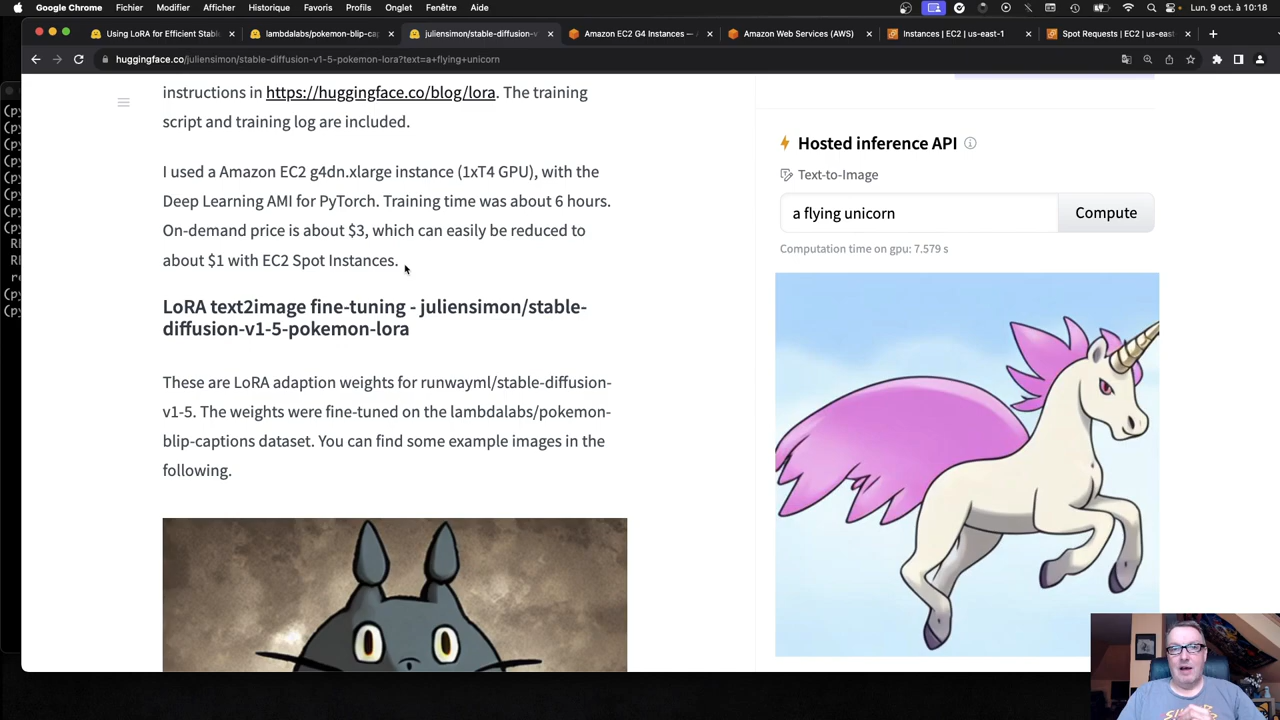 Google Chrome Fichier Modifier Présentation Historique Favoris Profils Onglet Fenêtre Aide Lun. 9 oct. à 10:18
Using LoRA for Efficient Stabl
lambdalabs/pokemon-blip-cap
juliensimon/stable-diffusion-v
Amazon EC2 G4 Instances — A
Amazon Web Services (AWS)
Instances | EC2 | us-east-1
Spot Requests | EC2 | us-east
huggingface.co/juliensimon/stable-diffusion-v1-5-pokemon-lora?text=a+flying+unicorn
instructions in https://huggingface.co/blog/lora. The training
script and training log are included.
I used a Amazon EC2 g4dn.xlarge instance (1xT4 GPU), with the
Deep Learning AMI for PyTorch. Training time was about 6 hours.
On-demand price is about $3, which can easily be reduced to
about $1 with EC2 Spot Instances.
LoRA text2image fine-tuning - juliensimon/stable-
diffusion-v1-5-pokemon-lora
These are LoRA adaption weights for runwayml/stable-diffusion-
v1-5. The weights were fine-tuned on the lambdalabs/pokemon-
blip-captions dataset. You can find some example images in the
following.
Hosted inference API
Text-to-Image
a flying unicorn
Compute
Computation time on gpu: 7.579 s